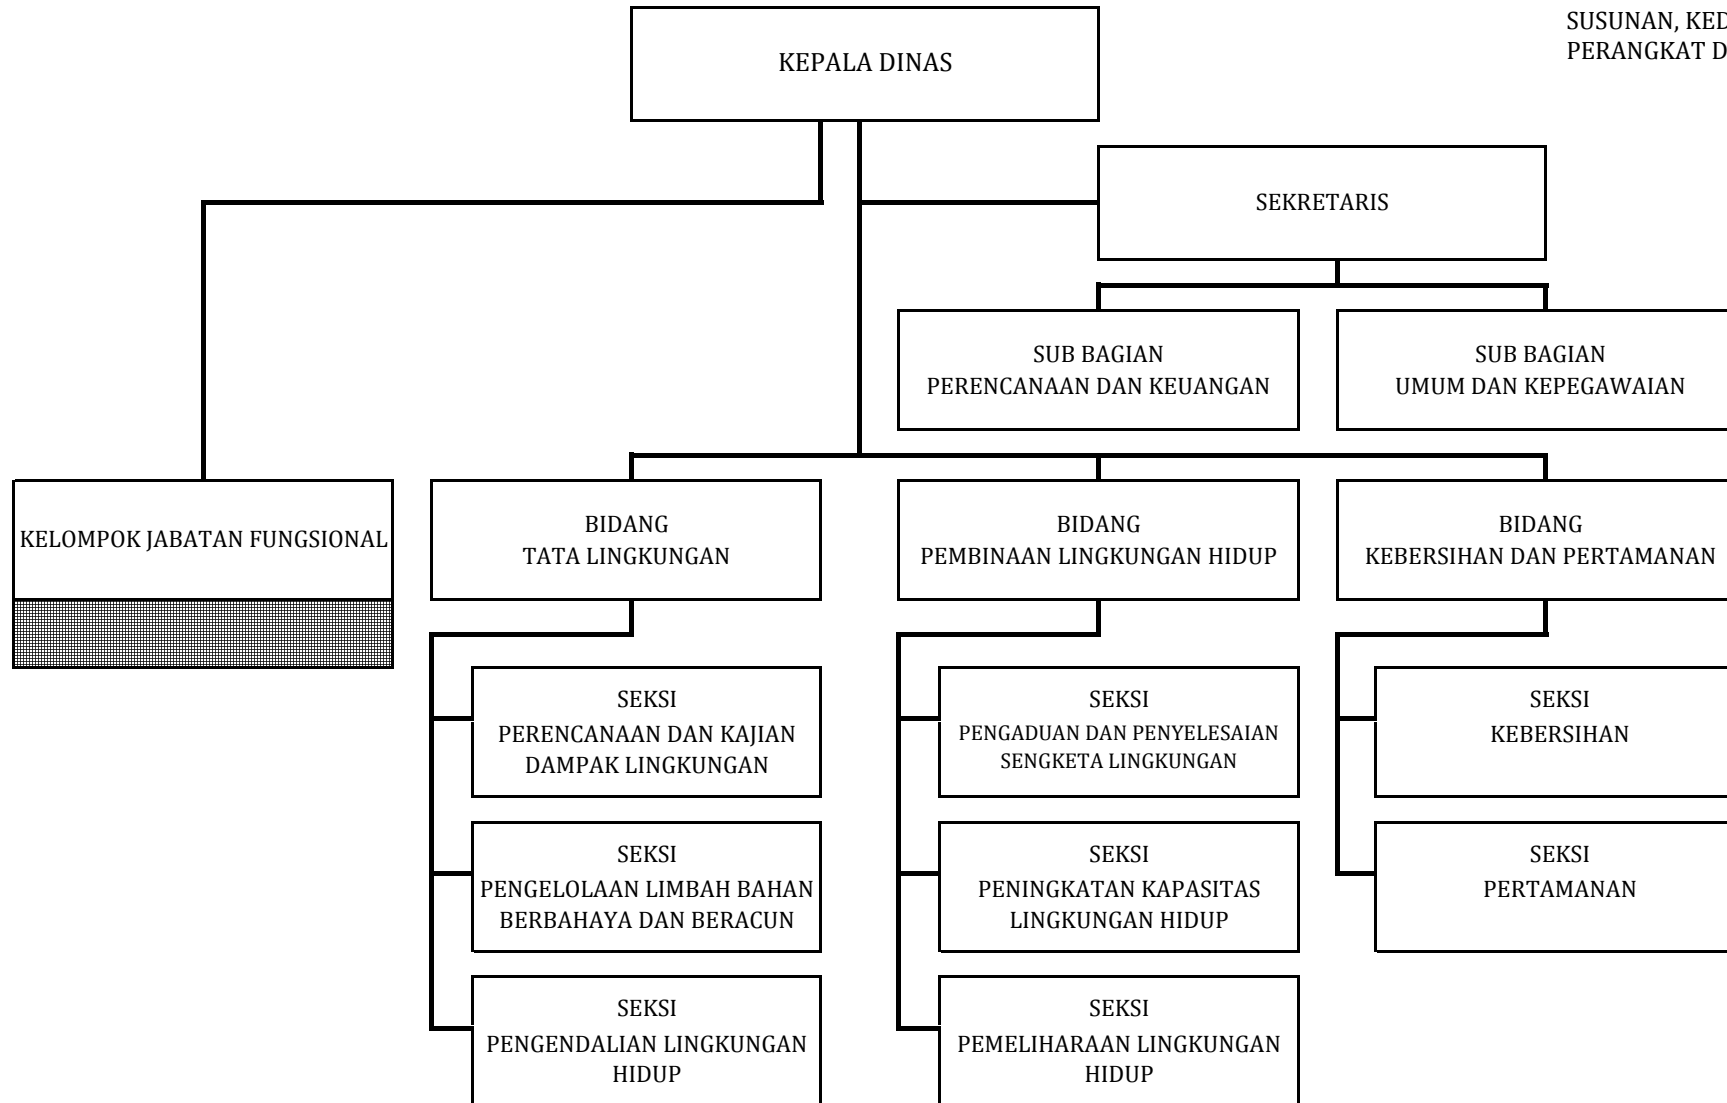 SUSUNAN,
PERANGKAT
KEPALA DINAS
SEKRETARIS
SUB BAGIAN
PERENCANAAN DAN KEUANGAN
SUB BAGIAN
UMUM DAN KEPEGAWAIAN
KELOMPOK JABATAN FUNGSIONAL
BIDANG
TATA LINGKUNGAN
BIDANG
PEMBINAAN LINGKUNGAN HIDUP
BIDANG
KEBERSIHAN DAN PERTAMANAN
SEKSI
PERENCANAAN DAN KAJIAN
DAMPAK LINGKUNGAN
SEKSI
PENGELOLAAN LIMBAH BAHAN
BERBAHAYA DAN BERACUN
SEKSI
PENGENDALIAN LINGKUNGAN
HIDUP
SEKSI
PENGADUAN DAN PENYELESAIAN
SENGKETA LINGKUNGAN
SEKSI
PENINGKATAN KAPASITAS
LINGKUNGAN HIDUP
SEKSI
PEMELIHARAAN LINGKUNGAN
HIDUP
SEKSI
KEBERSIHAN
SEKSI
PERTAMANAN